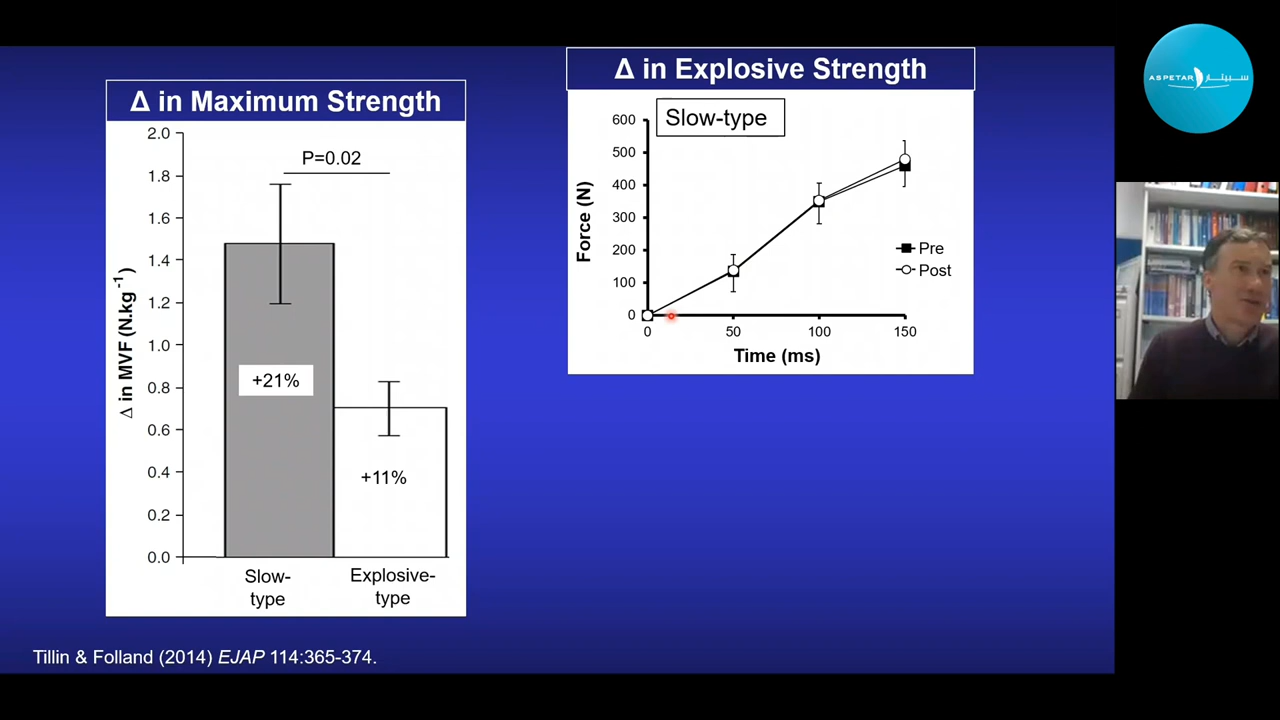 Δ in Maximum Strength
2.0
1.8
1.6
1.4
1.2
1.0
0.8
0.6
0.4
0.2
0.0
Δ in MVF (N.kg⁻¹)
P=0.02
+21%
+11%
Slow-
type
Explosive-
type
Δ in Explosive Strength
Slow-type
600
500
400
300
200
100
0
Force (N)
Pre
Post
0 50 100 150
Time (ms)
Tillin & Folland (2014) EJAP 114:365-374.
ASPETAR سبيتار